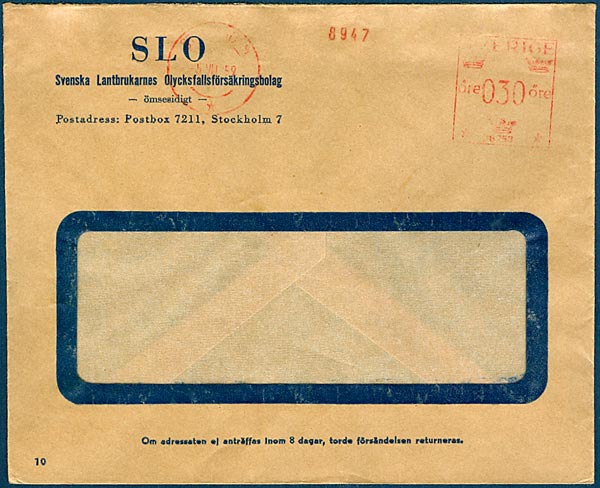 SLO
Svenska Lantbrukarnes Olycksfallsförsäkringsbolag
— ömsesidigt —
Postadress: Postbox 7211, Stockholm 7
8947
öre 030 öre
Om adressaten ej anträffas inom 8 dagar, torde försändelsen returneras.
10